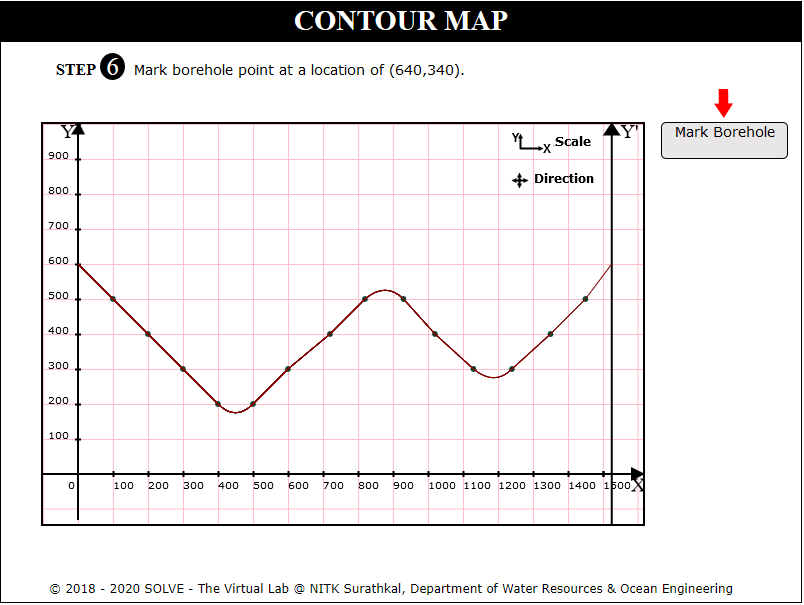 CONTOUR MAP
STEP 6 Mark borehole point at a location of (640,340).
Mark Borehole
Y
Y'
Y
X
Scale
Direction
900
800
700
600
500
400
300
200
100
0 100 200 300 400 500 600 700 800 900 1000 1100 1200 1300 1400 1500 X
© 2018 - 2020 SOLVE - The Virtual Lab @ NITK Surathkal, Department of Water Resources & Ocean Engineering